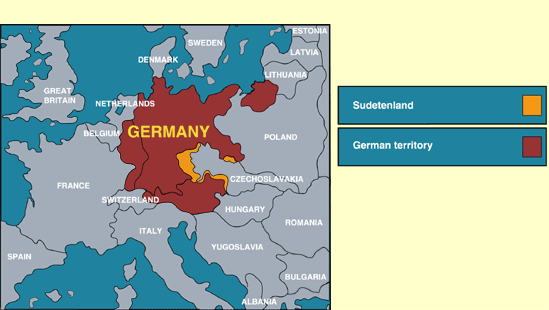 ESTONIA
SWEDEN
LATVIA
DENMARK
LITHUANIA
GREAT
BRITAIN
NETHERLANDS
GERMANY
BELGIUM
POLAND
CZECHOSLAVAKIA
FRANCE
SWITZERLAND
HUNGARY
ITALY
ROMANIA
YUGOSLAVIA
SPAIN
BULGARIA
ALBANIA
Sudetenland
German territory